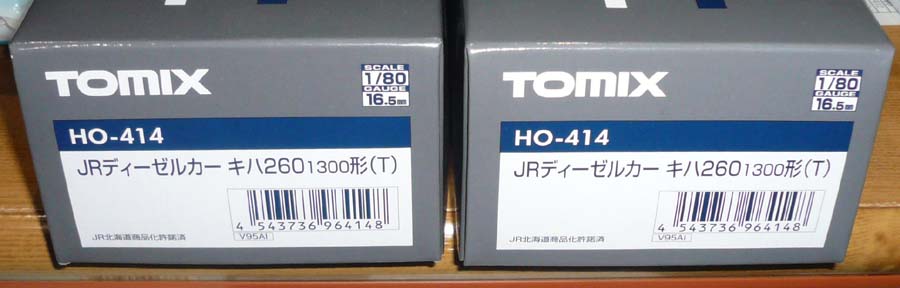 TOMIX
SCALE
1/80
GAUGE
16.5mm
HO-414
JRディーゼルカー キハ260 1300形(T)
4 543736 964148
JR北海道商品化許諾済
V95AI
TOMIX
SCALE
1/80
GAUGE
16.5mm
HO-414
JRディーゼルカー キハ260 1300形(T)
4 543736 964148
JR北海道商品化許諾済
V95AI